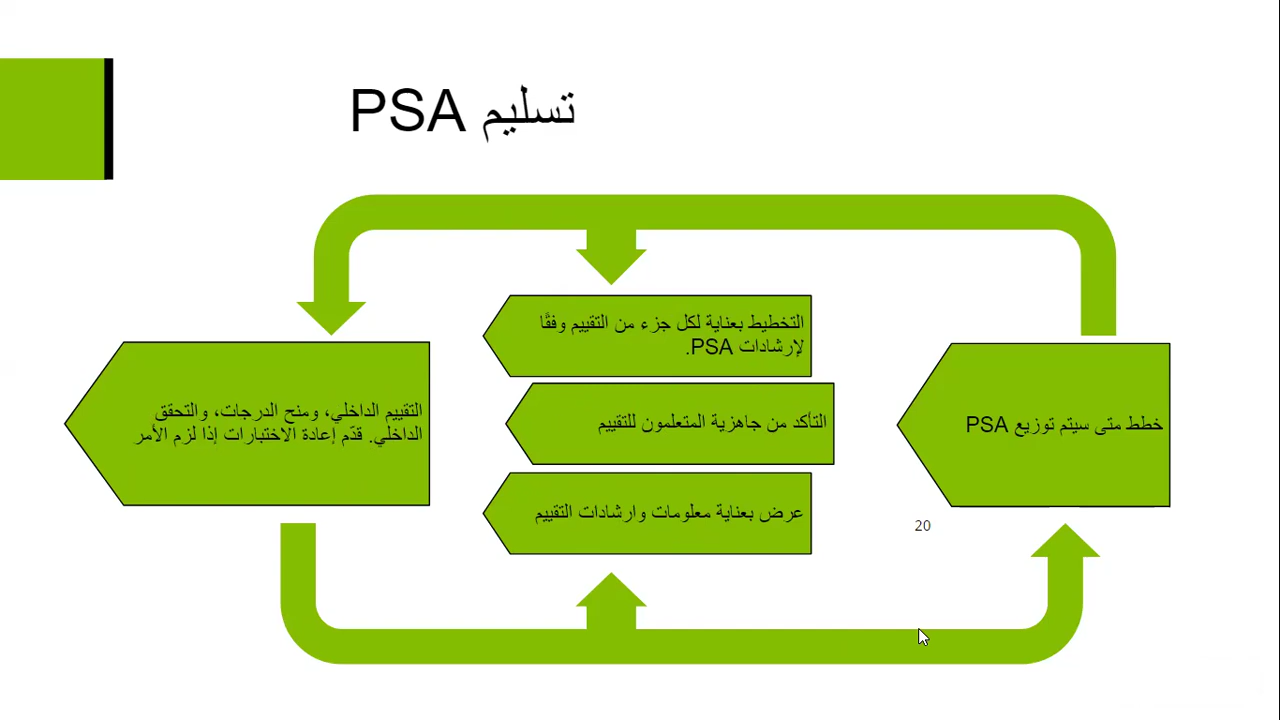 تسليم PSA
خطط متى سيتم توزيع PSA
التخطيط بعناية لكل جزء من التقييم وفقًا
لإرشادات PSA.
التأكد من جاهزية المتعلمون للتقييم
عرض بعناية معلومات وارشادات التقييم
التقييم الداخلي، ومنح الدرجات، والتحقق
الداخلي. قدّم إعادة الاختبارات إذا لزم الأمر
20